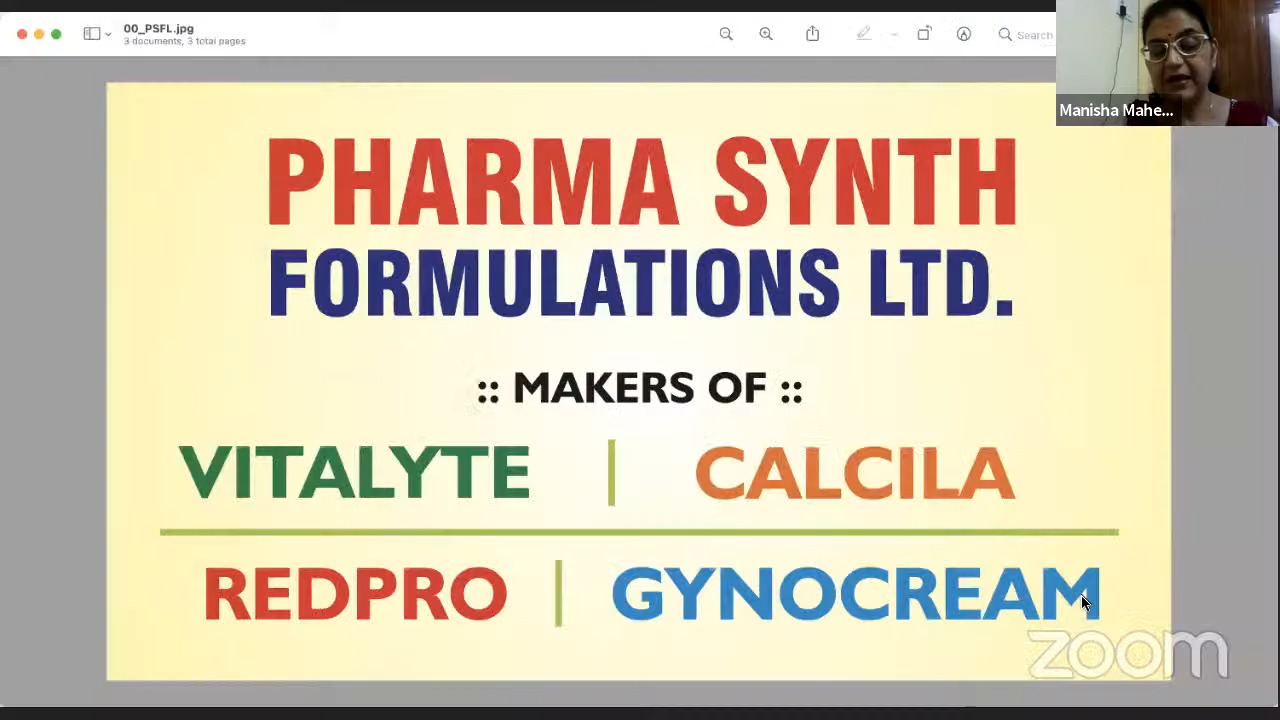 00_PSFL.jpg
3 documents, 3 total pages
Search
Manisha Mahe...
PHARMA SYNTH
FORMULATIONS LTD.
:: MAKERS OF ::
VITALYTE | CALCILA
REDPRO | GYNOCREAM
zoom